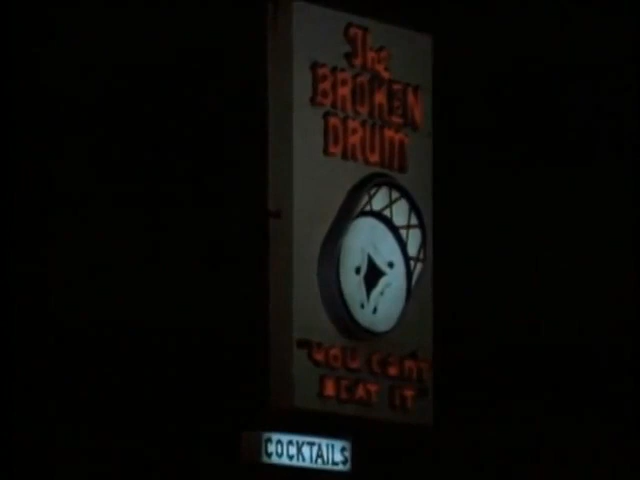 The
BROKEN
DRUM
"you can't
BEAT IT"
COCKTAILS